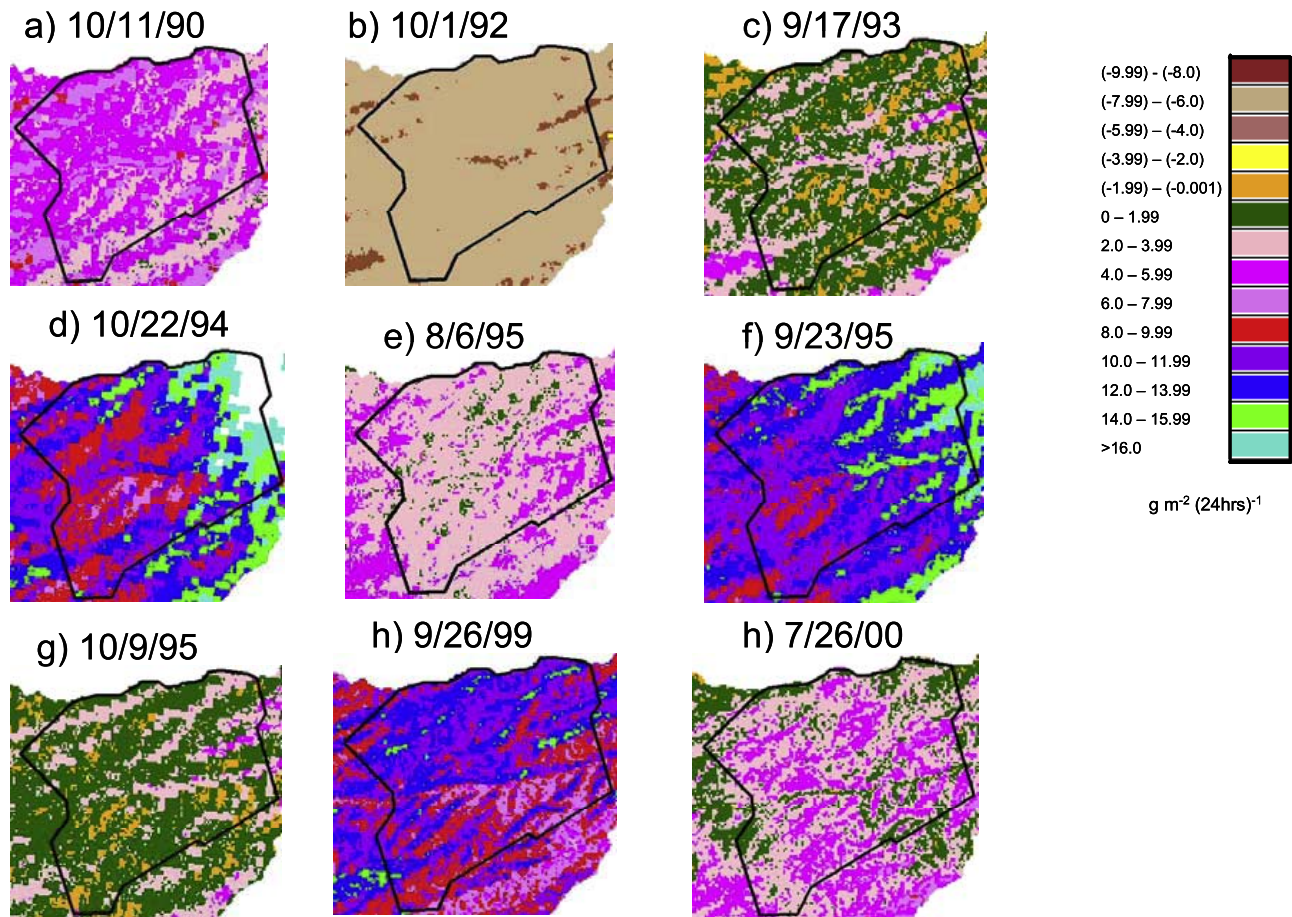 a) 10/11/90
b) 10/1/92
c) 9/17/93
d) 10/22/94
e) 8/6/95
f) 9/23/95
g) 10/9/95
h) 9/26/99
h) 7/26/00
(-9.99) - (-8.0)
(-7.99) – (-6.0)
(-5.99) – (-4.0)
(-3.99) – (-2.0)
(-1.99) – (-0.001)
0 – 1.99
2.0 – 3.99
4.0 – 5.99
6.0 – 7.99
8.0 – 9.99
10.0 – 11.99
12.0 – 13.99
14.0 – 15.99
>16.0
g m-2 (24hrs)-1